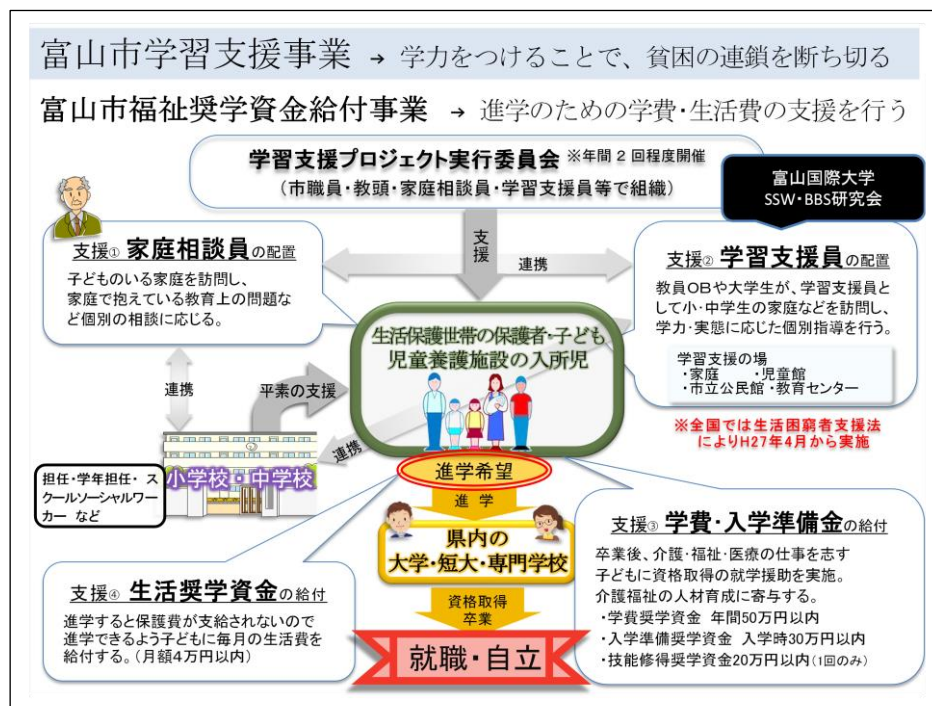 富山市学習支援事業 → 学力をつけることで、貧困の連鎖を断ち切る
富山市福祉奨学資金給付事業 → 進学のための学費・生活費の支援を行う
学習支援プロジェクト実行委員会 ※年間2回程度開催
(市職員・教頭・家庭相談員・学習支援員等で組織)
富山国際大学
SSW・BBS研究会
支援
連携
支援① 家庭相談員の配置
子どものいる家庭を訪問し、
家庭で抱えている教育上の問題な
ど個別の相談に応じる。
支援② 学習支援員の配置
教員OBや大学生が、学習支援員と
して小・中学生の家庭などを訪問し、
学力・実態に応じた個別指導を行う。
学習支援の場
・家庭 ・児童館
・市立公民館 ・教育センター
※全国では生活困窮者支援法
によりH27年4月から実施
生活保護世帯の保護者・子ども
児童養護施設の入所児
連携
平素の支援
連携
小学校・中学校
担任・学年担任・ ス
クールソーシャルワー
カー など
進学希望
進 学
県内の
大学・短大・専門学校
資格取得
卒業
就職・自立
支援③ 学費・入学準備金の給付
卒業後、介護・福祉・医療の仕事を志す
子どもに資格取得の就学援助を実施。
介護福祉の人材育成に寄与する。
・学費奨学資金 年間50万円以内
・入学準備奨学資金 入学時30万円以内
・技能修得奨学資金20万円以内(1回のみ)
支援④ 生活奨学資金の給付
進学すると保護費が支給されないので
進学できるよう子どもに毎月の生活費を
給付する。(月額4万円以内)